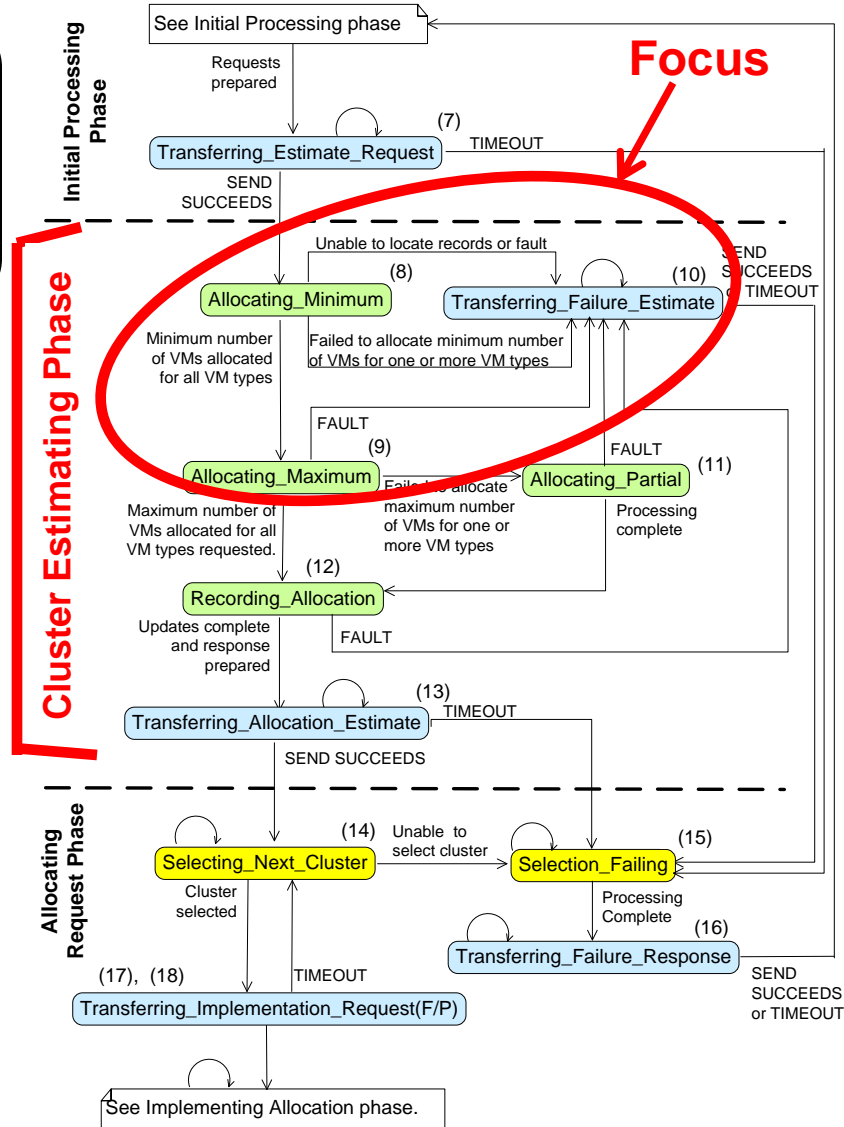 See Initial Processing phase
Focus
Initial Processing
Phase
Requests
prepared
(7)
Transferring_Estimate_Request
TIMEOUT
SEND
SUCCEEDS
Cluster Estimating Phase
Unable to locate records or fault
SEND
SUCCEEDS
or TIMEOUT
(8)
(10)
Allocating_Minimum
Transferring_Failure_Estimate
Minimum number
of VMs allocated
for all VM types
Failed to allocate minimum number
of VMs for one or more VM types
FAULT
(9)
FAULT
(11)
Allocating_Maximum
Allocating_Partial
Failed to allocate
maximum number
of VMs for one or
more VM types
Maximum number of
VMs allocated for all
VM types requested.
Processing
complete
(12)
Recording_Allocation
Updates complete
and response
prepared
FAULT
(13)
Transferring_Allocation_Estimate
TIMEOUT
SEND SUCCEEDS
Allocating
Request Phase
(14)
Unable to
select cluster
(15)
Selecting_Next_Cluster
Selection_Failing
Cluster
selected
Processing
Complete
(16)
Transferring_Failure_Response
(17), (18)
TIMEOUT
SEND
SUCCEEDS
or TIMEOUT
Transferring_Implementation_Request(F/P)
See Implementing Allocation phase.